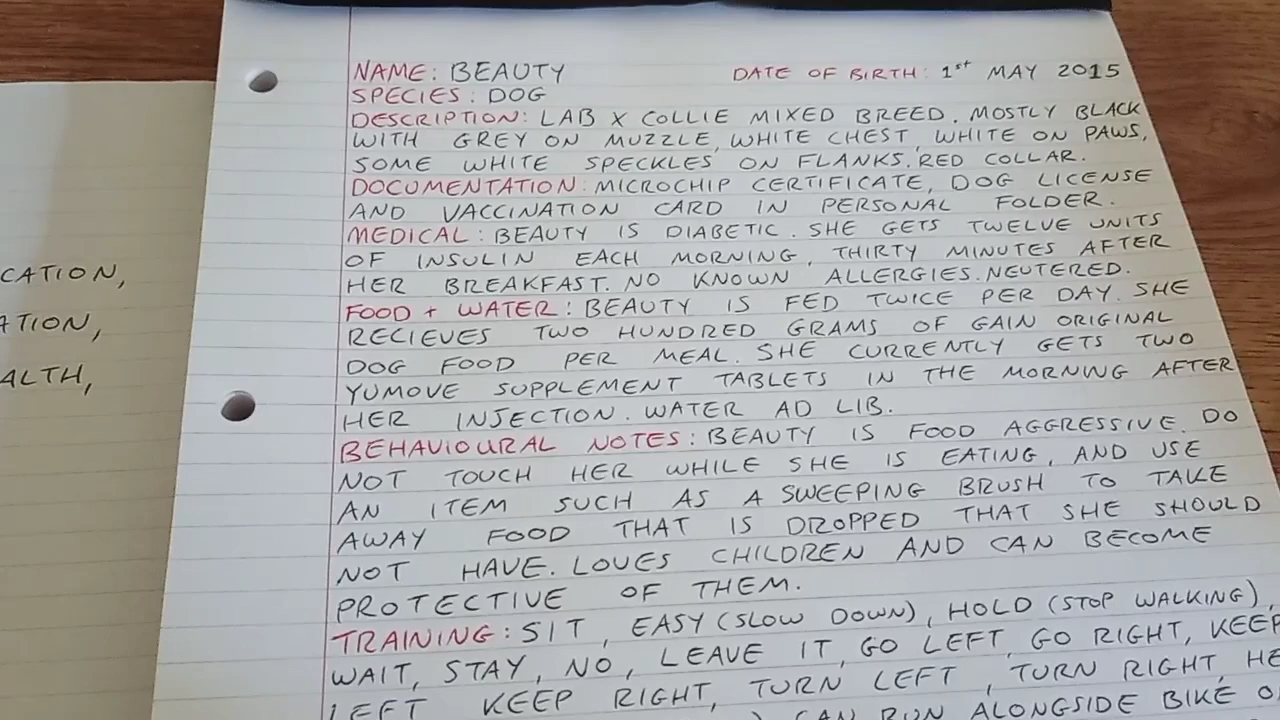 NAME: BEAUTY DATE OF BIRTH: 1st MAY 2015
SPECIES: DOG
DESCRIPTION: LAB X COLLIE MIXED BREED. MOSTLY BLACK
WITH GREY ON MUZZLE, WHITE CHEST, WHITE ON PAWS,
SOME WHITE SPECKLES ON FLANKS. RED COLLAR.
DOCUMENTATION: MICROCHIP CERTIFICATE, DOG LICENSE
AND VACCINATION CARD IN PERSONAL FOLDER.
MEDICAL: BEAUTY IS DIABETIC. SHE GETS TWELVE UNITS
OF INSULIN EACH MORNING, THIRTY MINUTES AFTER
HER BREAKFAST. NO KNOWN ALLERGIES. NEUTERED.
FOOD + WATER: BEAUTY IS FED TWICE PER DAY. SHE
RECIEVES TWO HUNDRED GRAMS OF GAIN ORIGINAL
DOG FOOD PER MEAL. SHE CURRENTLY GETS TWO
YUMOVE SUPPLEMENT TABLETS IN THE MORNING AFTER
HER INJECTION. WATER AD LIB.
BEHAVIOURAL NOTES: BEAUTY IS FOOD AGGRESSIVE. DO
NOT TOUCH HER WHILE SHE IS EATING, AND USE
AN ITEM SUCH AS A SWEEPING BRUSH TO TAKE
AWAY FOOD THAT IS DROPPED THAT SHE SHOULD
NOT HAVE. LOVES CHILDREN AND CAN BECOME
PROTECTIVE OF THEM.
TRAINING: SIT, EASY (SLOW DOWN), HOLD (STOP WALKING),
WAIT, STAY, NO, LEAVE IT, GO LEFT, GO RIGHT, KEEP
LEFT KEEP RIGHT, TURN LEFT, TURN RIGHT, HE
) CAN RUN ALONGSIDE BIKE O
CATION,
ATION,
ALTH,